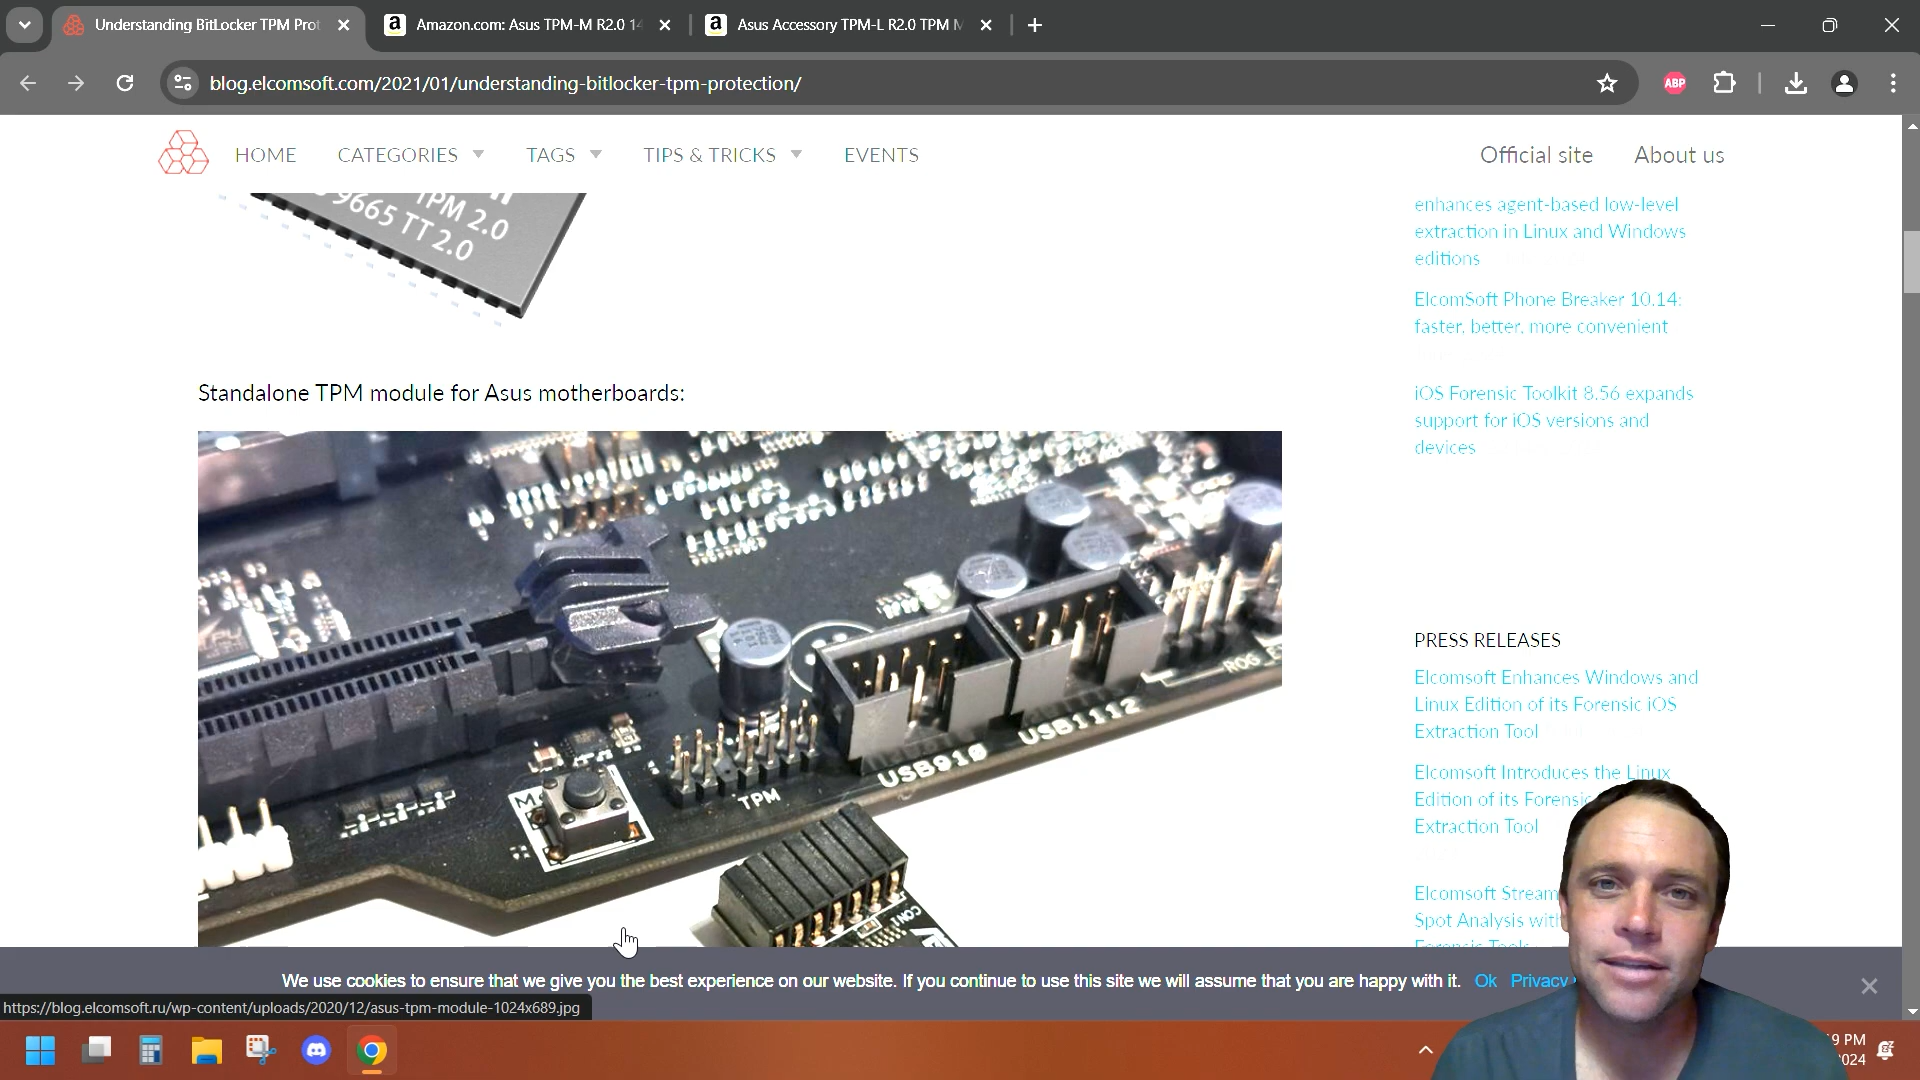 Understanding BitLocker TPM Prot
Amazon.com: Asus TPM-M R2.0 14
Asus Accessory TPM-L R2.0 TPM M
blog.elcomsoft.com/2021/01/understanding-bitlocker-tpm-protection/
ABP
HOME
CATEGORIES
TAGS
TIPS & TRICKS
EVENTS
Official site
About us
9665 TT 2.0
TPM 2.0
Standalone TPM module for Asus motherboards:
TPM
USB910
USB1112
CON1
enhances agent-based low-level
extraction in Linux and Windows
editions
ElcomSoft Phone Breaker 10.14:
faster, better, more convenient
iOS Forensic Toolkit 8.56 expands
support for iOS versions and
devices
PRESS RELEASES
Elcomsoft Enhances Windows and
Linux Edition of its Forensic iOS
Extraction Tool
Elcomsoft Introduces the Linux
Edition of its Forensic
Extraction Tool
Elcomsoft Stream
Spot Analysis with
Forensic Tools
We use cookies to ensure that we give you the best experience on our website. If you continue to use this site we will assume that you are happy with it. Ok Privacy
https://blog.elcomsoft.ru/wp-content/uploads/2020/12/asus-tpm-module-1024x689.jpg
9 PM
2024